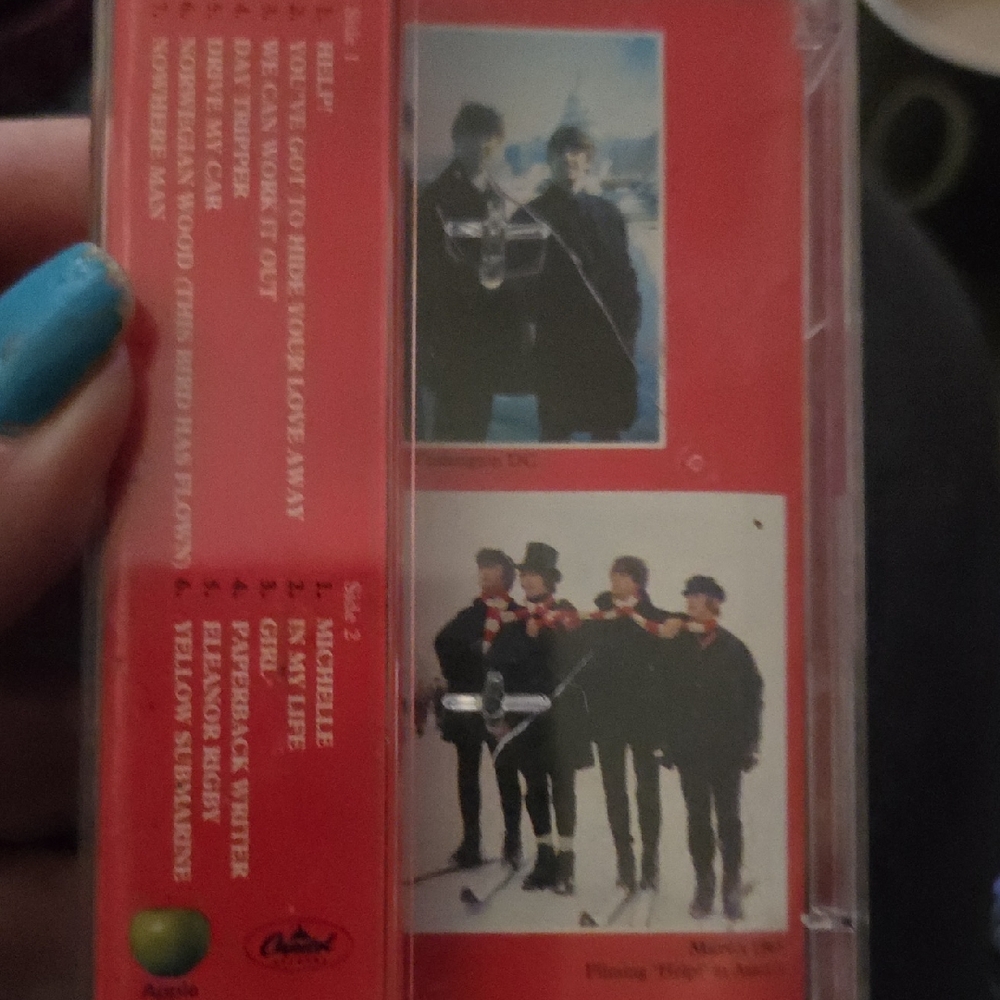 Side 1
1. HELP!
2. YOU'VE GOT TO HIDE YOUR LOVE AWAY
3. WE CAN WORK IT OUT
4. DAY TRIPPER
5. DRIVE MY CAR
6. NORWEGIAN WOOD (THIS BIRD HAS FLOWN)
7. NOWHERE MAN
Side 2
1. MICHELLE
2. IN MY LIFE
3. GIRL
4. PAPERBACK WRITER
5. ELEANOR RIGBY
6. YELLOW SUBMARINE
Apple
Capitol
RECORDS
DC
March
Filming "Help!" in